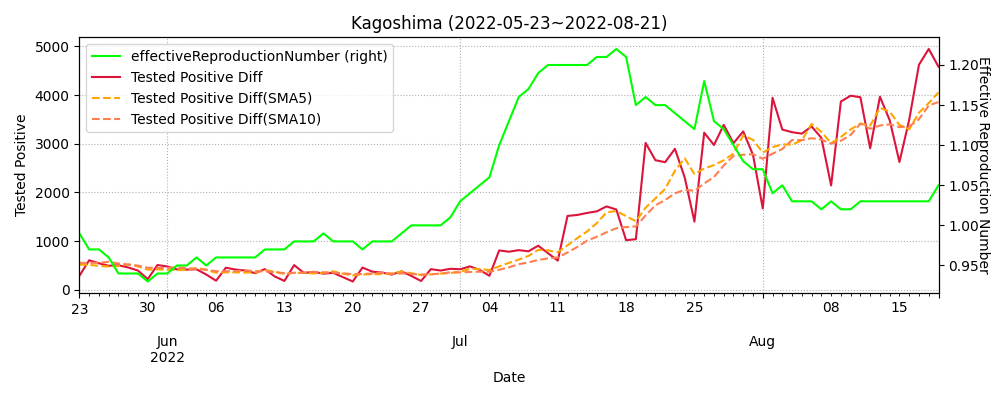 Kagoshima (2022-05-23~2022-08-21)
effectiveReproductionNumber (right)
Tested Positive Diff
Tested Positive Diff(SMA5)
Tested Positive Diff(SMA10)
Tested Positive
5000
4000
3000
2000
1000
0
1.20
1.15
1.10
1.05
1.00
0.95
Effective Reproduction Number
23 30 06 13 20 27 04 11 18 25 08 15
Jun Jul Aug
2022
Date